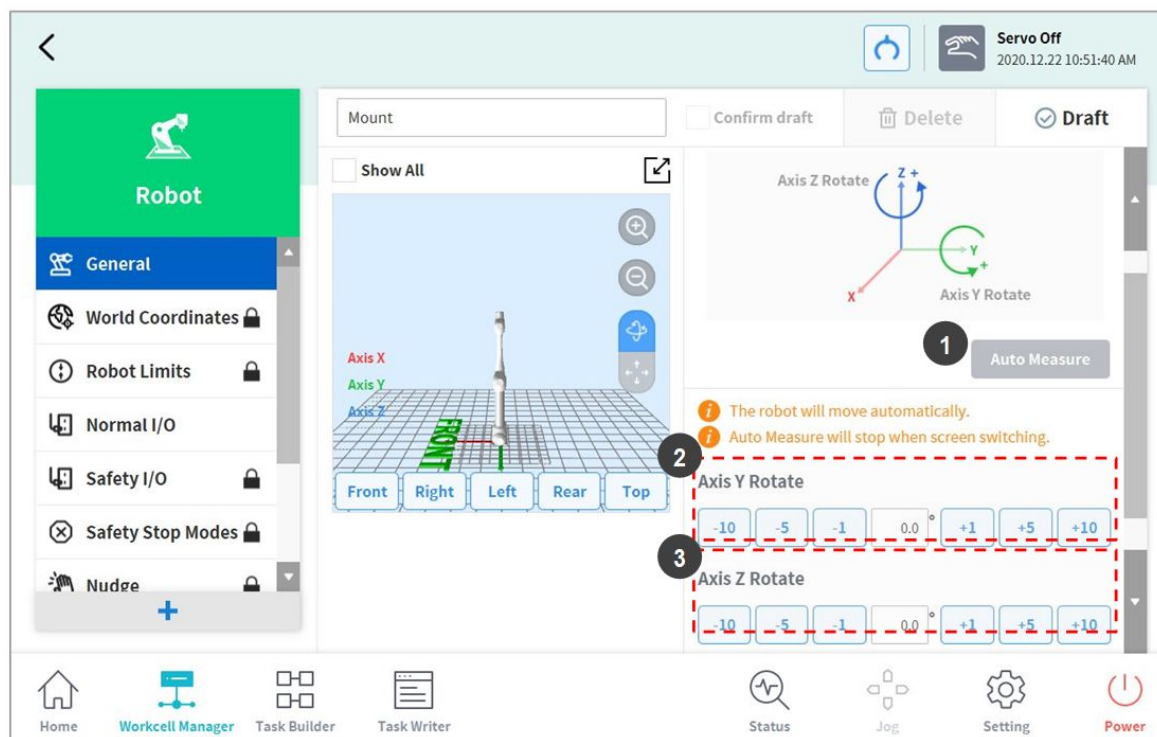 Servo Off
2020.12.22 10:51:40 AM
Robot
General
World Coordinates
Robot Limits
Normal I/O
Safety I/O
Safety Stop Modes
Nudge
+
Mount
Confirm draft
Delete
Draft
Show All
Axis X
Axis Y
Axis Z
FRONT
Front Right Left Rear Top
Axis Z Rotate
Z +
Y
+
X
Axis Y Rotate
1
Auto Measure
i The robot will move automatically.
i Auto Measure will stop when screen switching.
2
Axis Y Rotate
-10 -5 -1 0.0 ° +1 +5 +10
3
Axis Z Rotate
-10 -5 -1 0.0 ° +1 +5 +10
Home Workcell Manager Task Builder Task Writer Status Jog Setting Power